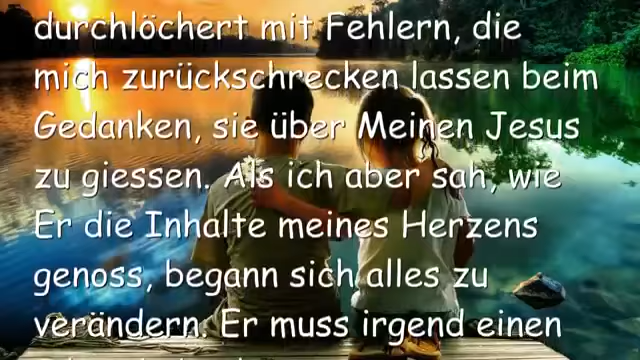 durchlöchert mit Fehlern, die
mich zurückschrecken lassen beim
Gedanken, sie über Meinen Jesus
zu giessen. Als ich aber sah, wie
Er die Inhalte meines Herzens
genoss, begann sich alles zu
verändern. Er muss irgend einen